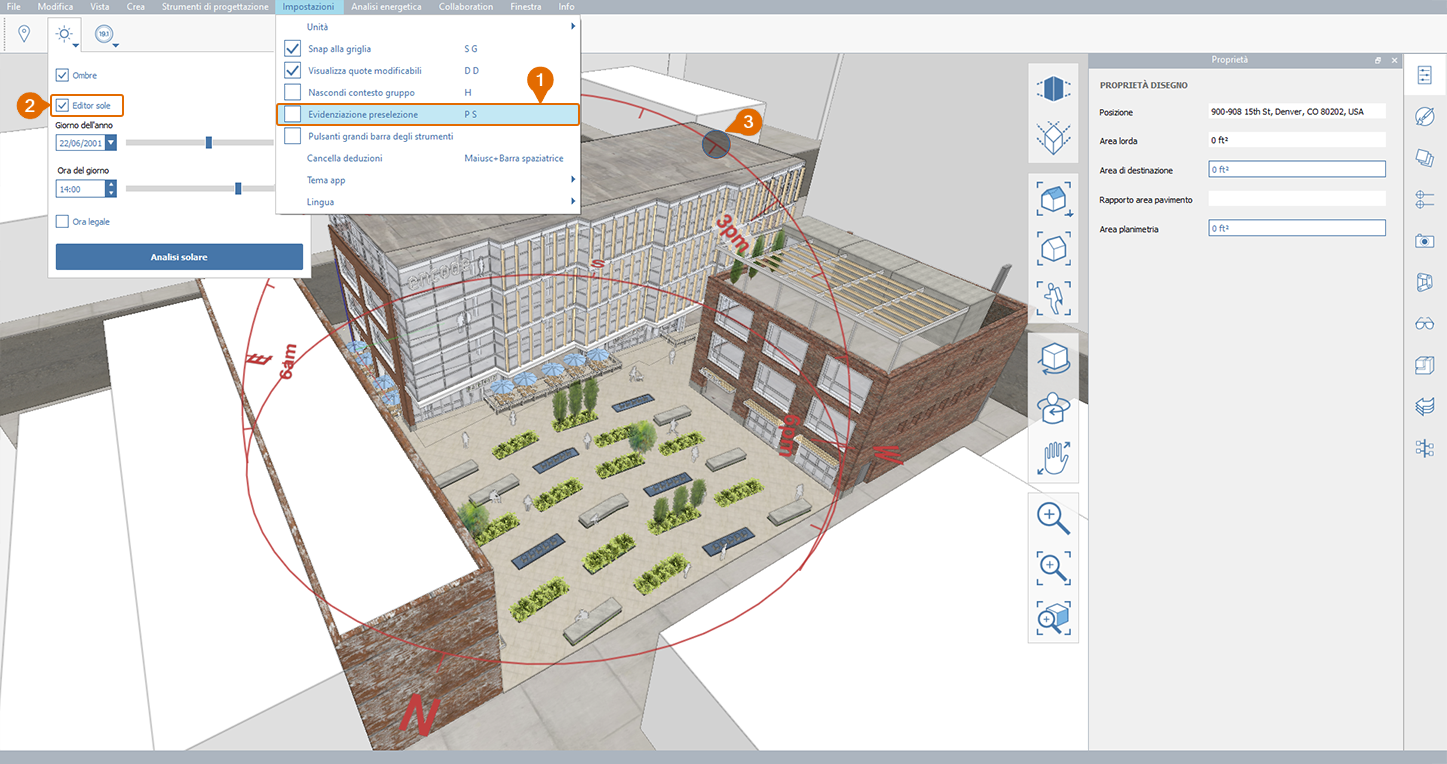 File Modifica Vista Crea Strumenti di progettazione Impostazioni Analisi energetica Collaboration Finestra Info
19.1
Ombre
2
Editor sole
Giorno dell'anno
22/06/2001
Ora del giorno
14:00
Ora legale
Analisi solare
Unità
Snap alla griglia S G
Visualizza quote modificabili D D
Nascondi contesto gruppo H
1
Evidenziazione preselezione P S
Pulsanti grandi barra degli strumenti
Cancella deduzioni Maiusc+Barra spaziatrice
Tema app
Lingua
3
3pm
S
E
6am
6pm
W
N
Proprietà
PROPRIETÀ DISEGNO
Posizione 900-908 15th St, Denver, CO 80202, USA
Area lorda 0 ft²
Area di destinazione 0 ft²
Rapporto area pavimento
Area planimetria 0 ft²